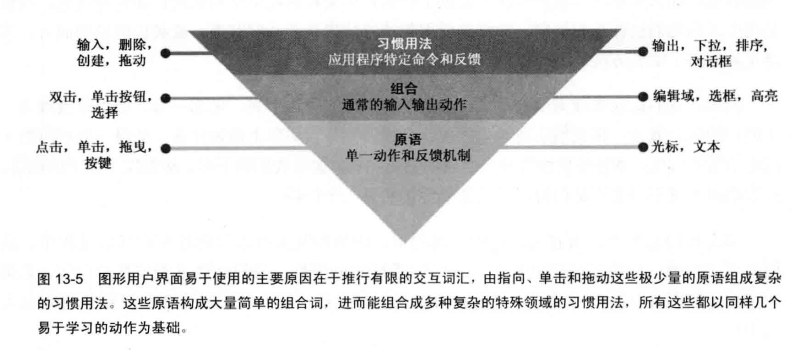 习惯用法
应用程序特定命令和反馈
输入，删除，
创建，拖动
输出，下拉，排序，
对话框
组合
通常的输入输出动作
双击，单击按钮，
选择
编辑域，选框，高亮
原语
单一动作和反馈机制
点击，单击，拖曳，
按键
光标，文本
图 13-5 图形用户界面易于使用的主要原因在于推行有限的交互词汇，由指向、单击和拖动这些极少量的原语组成复杂
的习惯用法。这些原语构成大量简单的组合词，进而能组合成多种复杂的特殊领域的习惯用法，所有这些都以同样几个
易于学习的动作为基础。